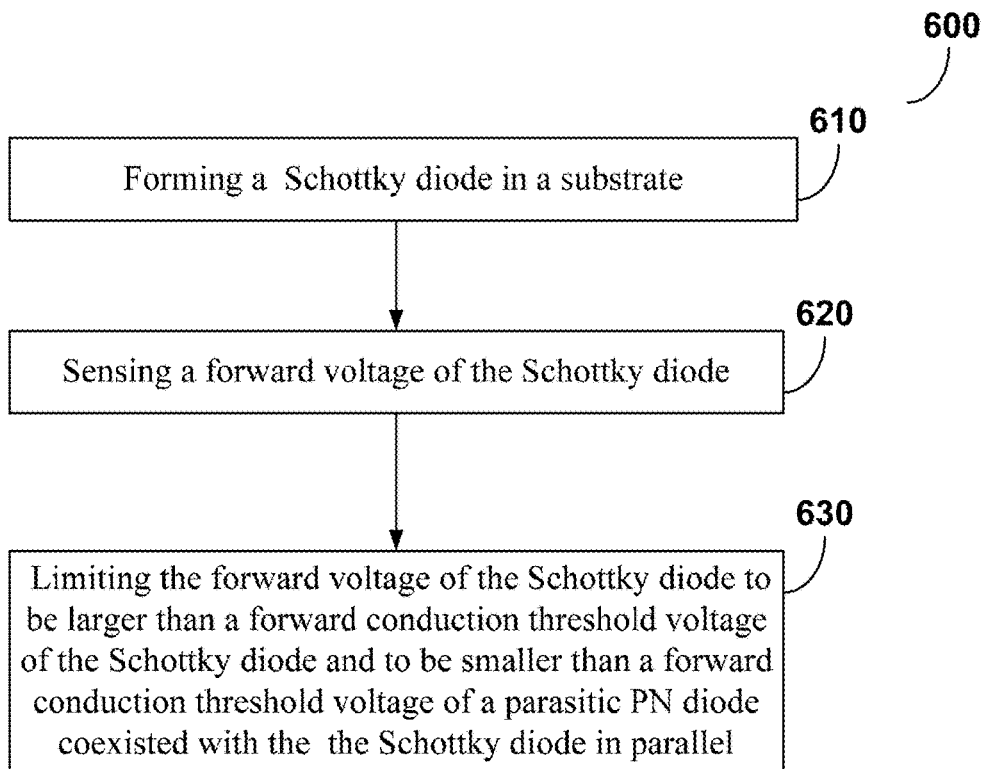 600
610
Forming a Schottky diode in a substrate
620
Sensing a forward voltage of the Schottky diode
630
Limiting the forward voltage of the Schottky diode to
be larger than a forward conduction threshold voltage
of the Schottky diode and to be smaller than a forward
conduction threshold voltage of a parasitic PN diode
coexisted with the the Schottky diode in parallel